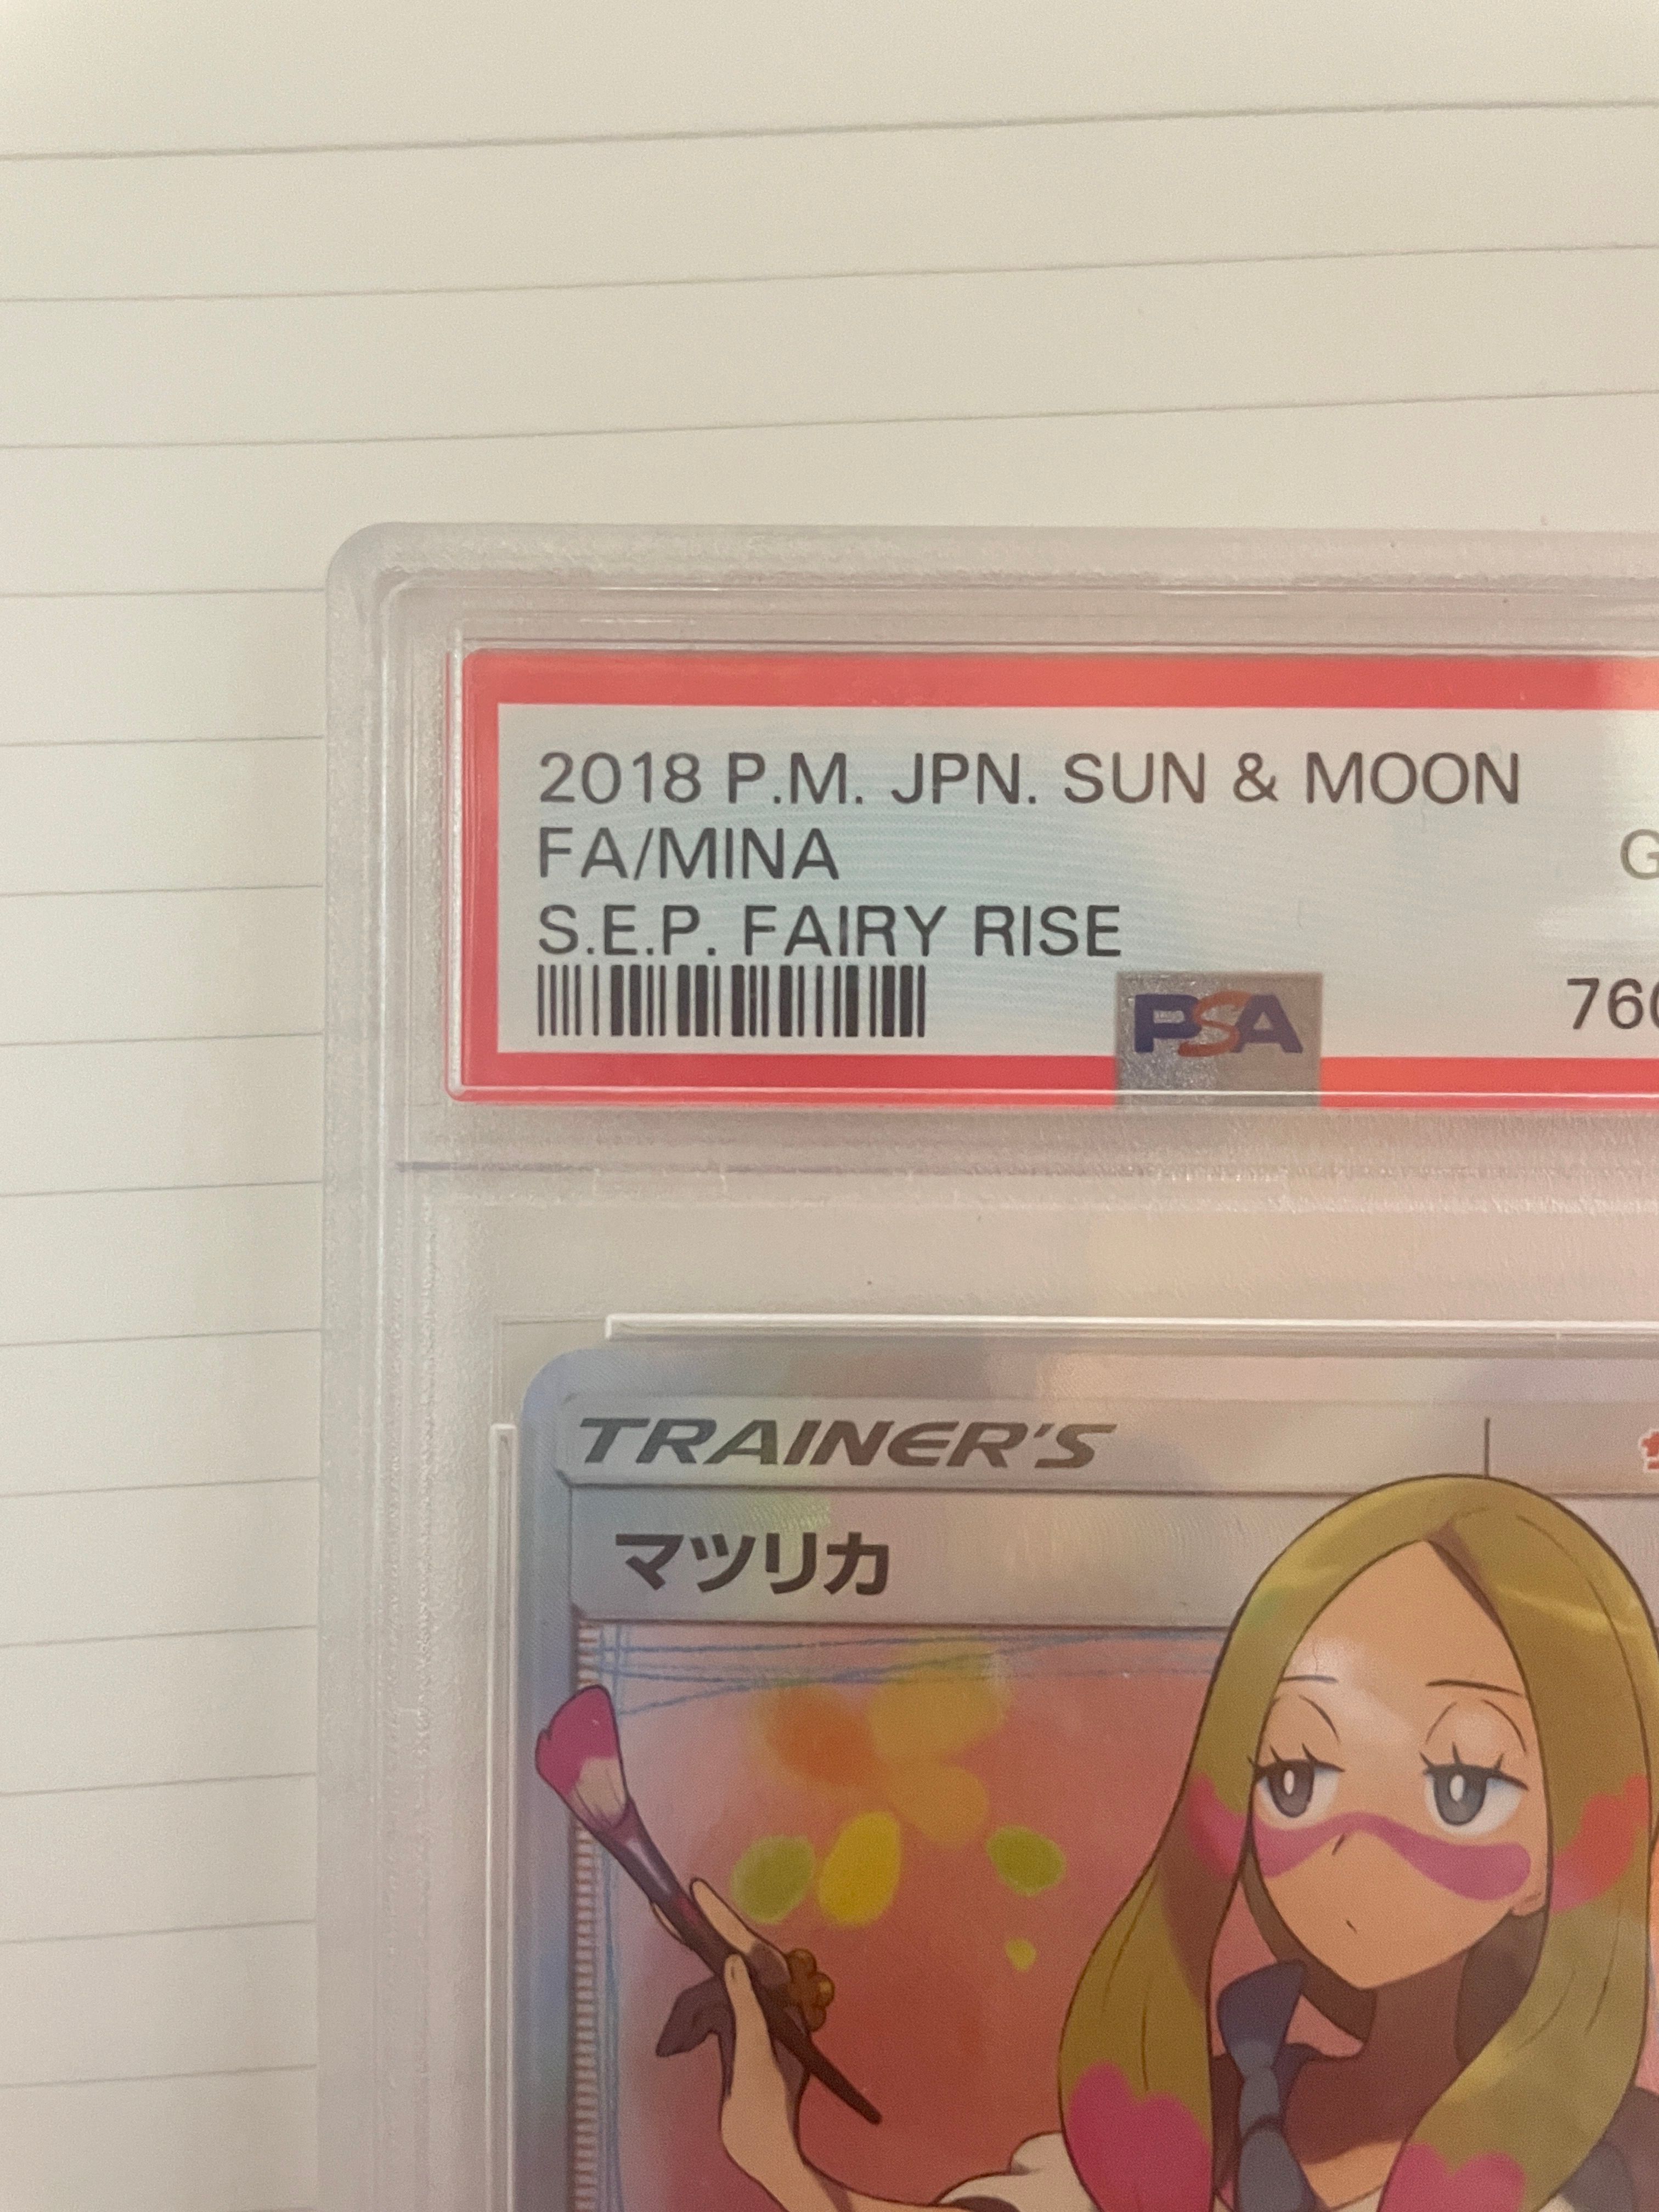 2018 P.M. JPN. SUN & MOON
FA/MINA
S.E.P. FAIRY RISE
PSA
TRAINER'S
マツリカ